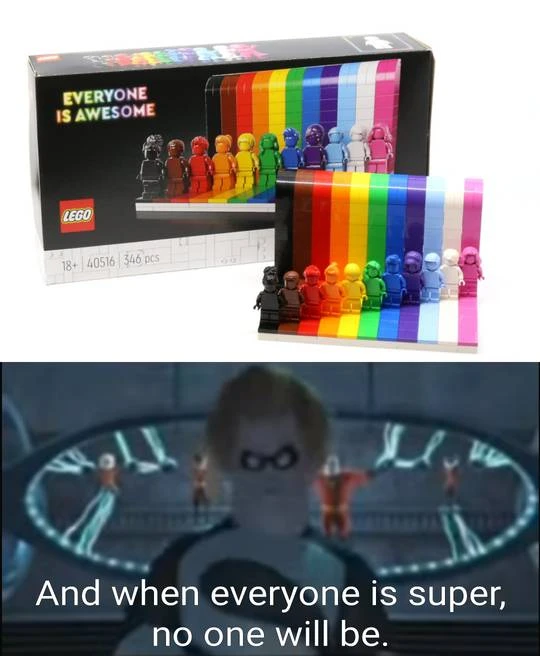 EVERYONE
IS AWESOME
LEGO
18+ 40516 346 pcs
And when everyone is super,
no one will be.